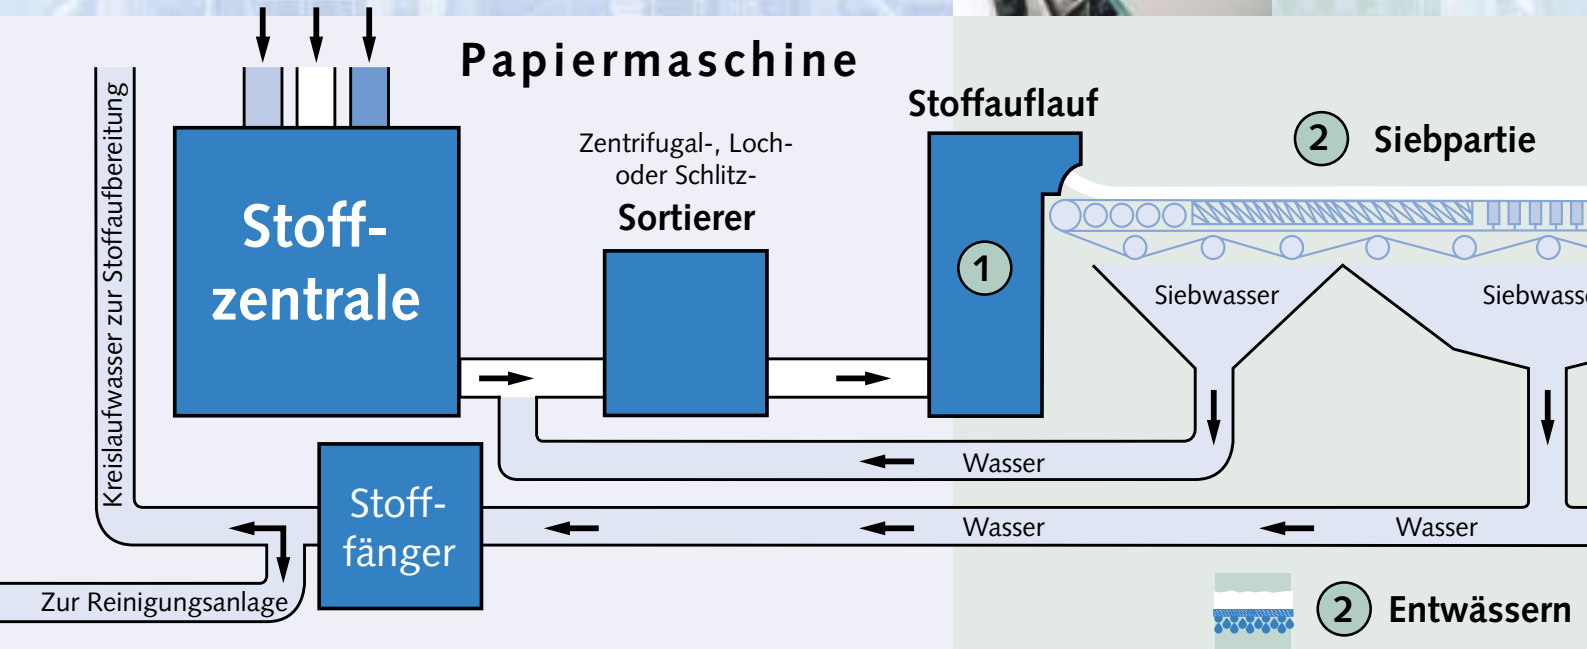 Papiermaschine
Kreislaufwasser zur Stoffaufbereitung
Stoff-
zentrale
Zentrifugal-, Loch-
oder Schlitz-
Sortierer
Stoffauflauf
1
2 Siebpartie
Siebwasser
Wasser
Stoff-
fänger
Wasser
Wasser
Zur Reinigungsanlage
2 Entwässern